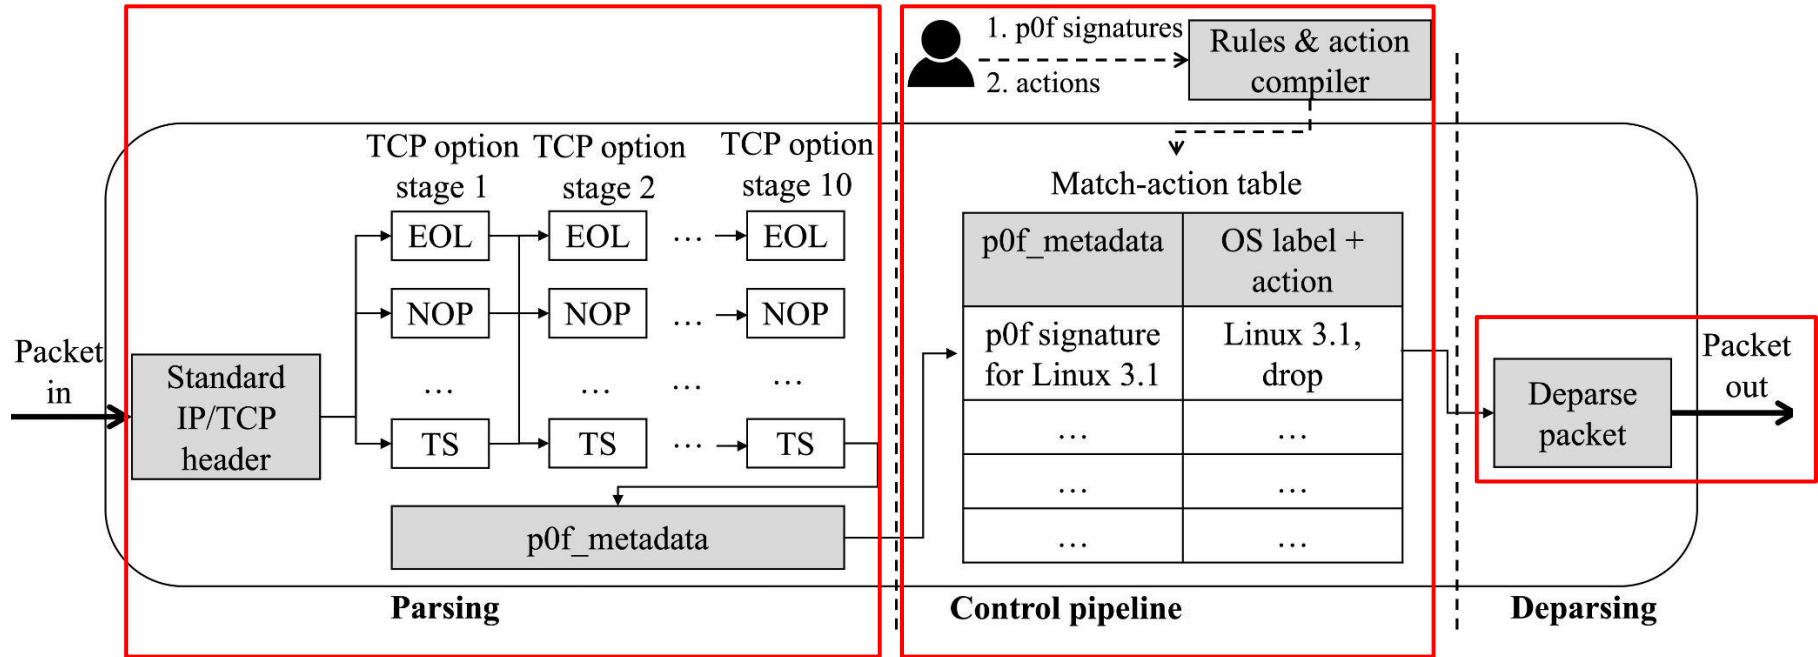 Packet
in
Standard
IP/TCP
header
TCP option
stage 1
TCP option
stage 2
TCP option
stage 10
EOL
EOL
…
EOL
NOP
NOP
…
NOP
…
…
…
…
TS
TS
…
TS
p0f_metadata
Parsing
1. p0f signatures
2. actions
Rules & action
compiler
Match-action table
p0f_metadata
OS label +
action
p0f signature
for Linux 3.1
Linux 3.1,
drop
…
…
…
…
…
…
Control pipeline
Deparse
packet
Packet
out
Deparsing